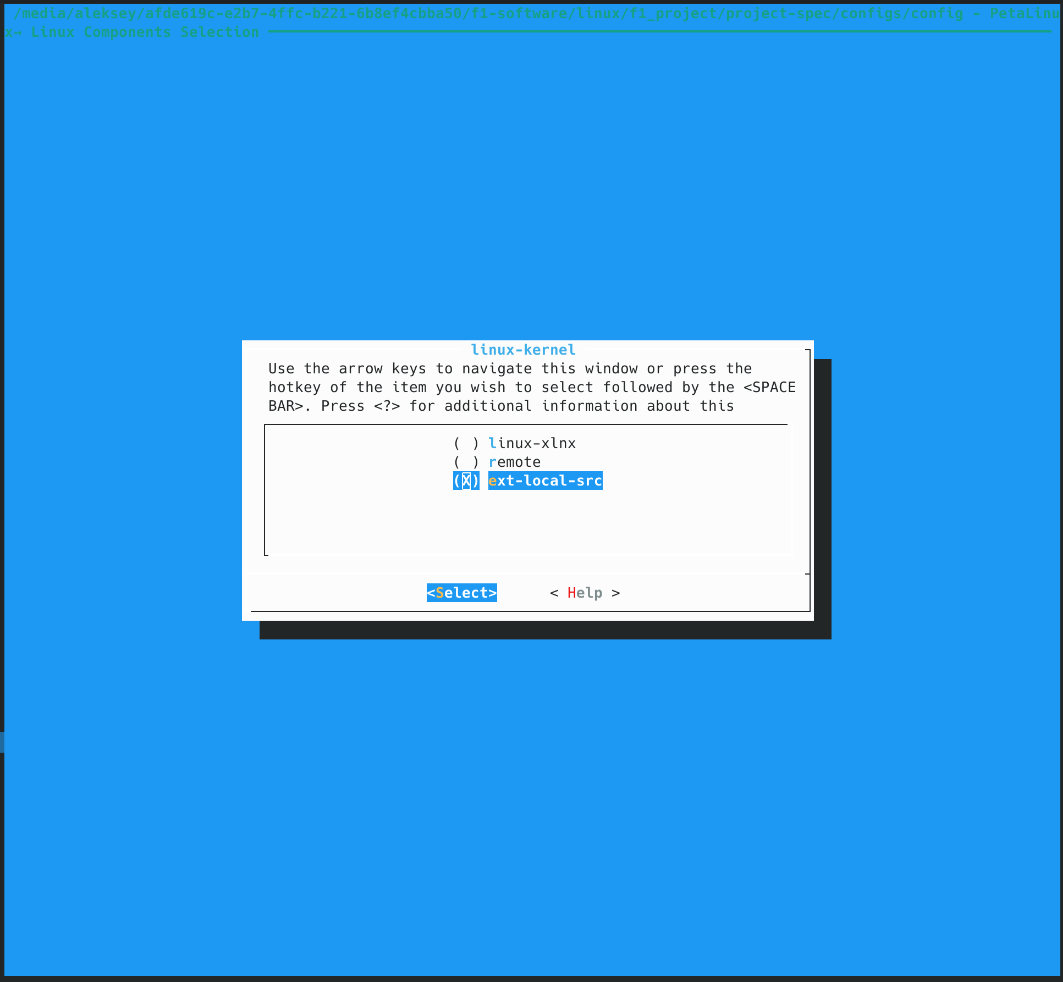 /media/aleksey/afde619c-e2b7-4ffc-b221-6b8ef4cbba50/f1-software/linux/f1_project/project-spec/configs/config - PetaLinu
x→ Linux Components Selection
linux-kernel
Use the arrow keys to navigate this window or press the
hotkey of the item you wish to select followed by the <SPACE
BAR>. Press <?> for additional information about this
( ) linux-xlnx
( ) remote
(X) ext-local-src
<Select> < Help >